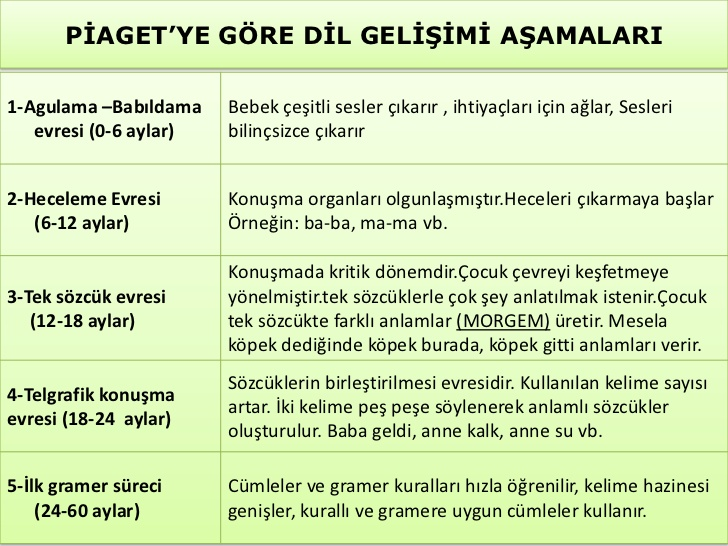 PİAGET’YE GÖRE DİL GELİŞİMİ AŞAMALARI
1-Agulama –Babıldama
evresi (0-6 aylar)
Bebek çeşitli sesler çıkarır , ihtiyaçları için ağlar, Sesleri
bilinçsizce çıkarır
2-Heceleme Evresi
(6-12 aylar)
Konuşma organları olgunlaşmıştır.Heceleri çıkarmaya başlar
Örneğin: ba-ba, ma-ma vb.
3-Tek sözcük evresi
(12-18 aylar)
Konuşmada kritik dönemdir.Çocuk çevreyi keşfetmeye
yönelmiştir.tek sözcüklerle çok şey anlatılmak istenir.Çocuk
tek sözcükte farklı anlamlar (MORGEM) üretir. Mesela
köpek dediğinde köpek burada, köpek gitti anlamları verir.
4-Telgrafik konuşma
evresi (18-24 aylar)
Sözcüklerin birleştirilmesi evresidir. Kullanılan kelime sayısı
artar. İki kelime peş peşe söylenerek anlamlı sözcükler
oluşturulur. Baba geldi, anne kalk, anne su vb.
5-İlk gramer süreci
(24-60 aylar)
Cümleler ve gramer kuralları hızla öğrenilir, kelime hazinesi
genişler, kurallı ve gramere uygun cümleler kullanır.